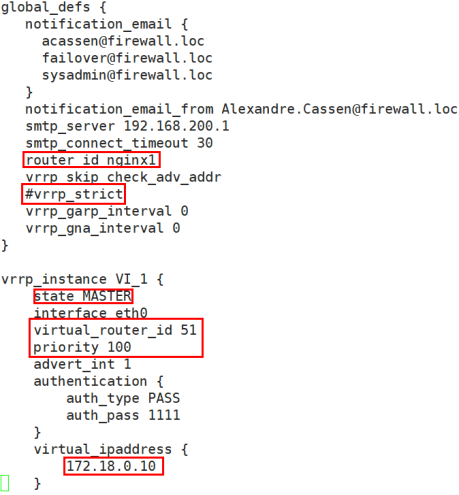 global_defs {
notification_email {
acassen@firewall.loc
failover@firewall.loc
sysadmin@firewall.loc
}
notification_email_from Alexandre.Cassen@firewall.loc
smtp_server 192.168.200.1
smtp_connect_timeout 30
router_id nginx1
vrrp_skip_check_adv_addr
#vrrp_strict
vrrp_garp_interval 0
vrrp_gna_interval 0
}
vrrp_instance VI_1 {
state MASTER
interface eth0
virtual_router_id 51
priority 100
advert_int 1
authentication {
auth_type PASS
auth_pass 1111
}
virtual_ipaddress {
172.18.0.10
}